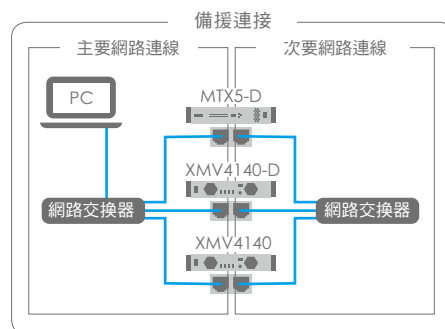 備援連接
主要網路連線
次要網路連線
PC
MTX5-D
XMV4140-D
網路交換器
網路交換器
XMV4140